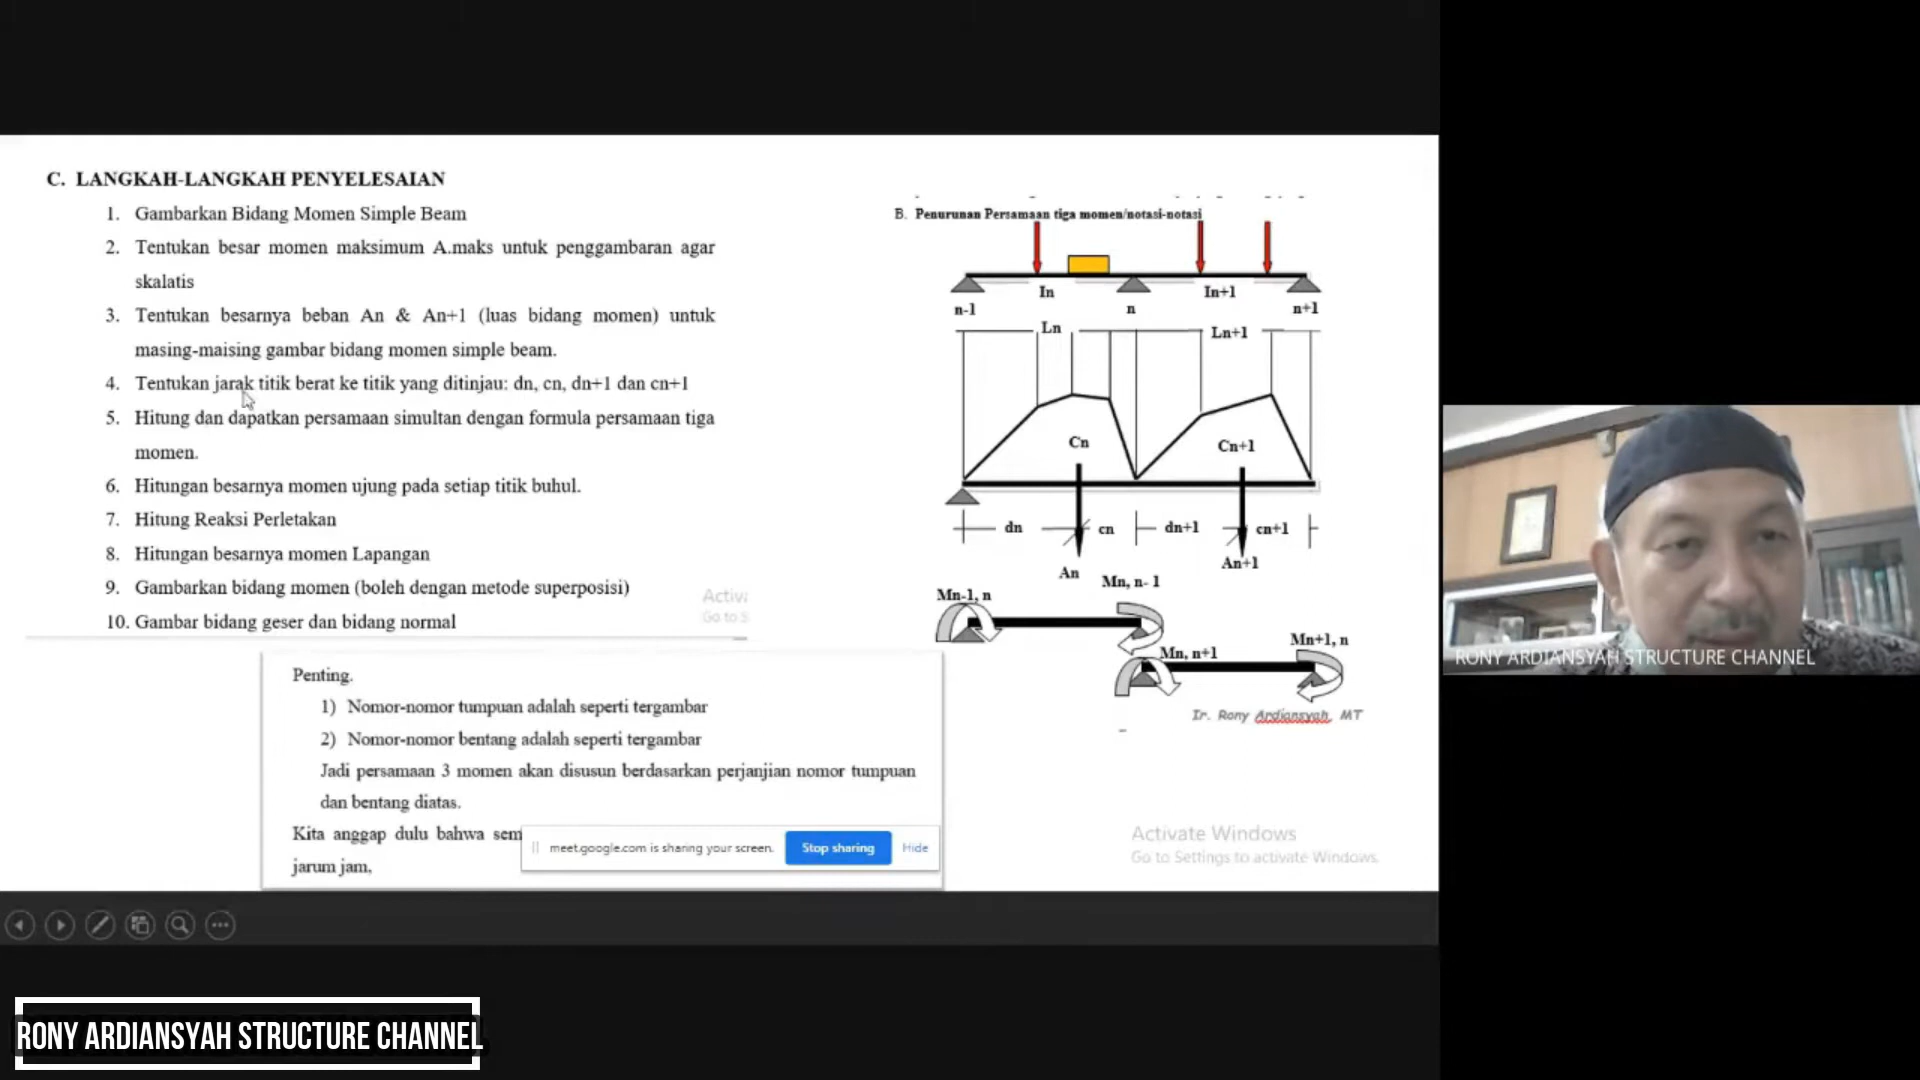 C. LANGKAH-LANGKAH PENYELESAIAN
1. Gambarkan Bidang Momen Simple Beam
2. Tentukan besar momen maksimum A.maks untuk penggambaran agar
skalatis
3. Tentukan besarnya beban An & An+1 (luas bidang momen) untuk
masing-maising gambar bidang momen simple beam.
4. Tentukan jarak titik berat ke titik yang ditinjau: dn, cn, dn+1 dan cn+1
5. Hitung dan dapatkan persamaan simultan dengan formula persamaan tiga
momen.
6. Hitungan besarnya momen ujung pada setiap titik buhul.
7. Hitung Reaksi Perletakan
8. Hitungan besarnya momen Lapangan
9. Gambarkan bidang momen (boleh dengan metode superposisi)
10. Gambar bidang geser dan bidang normal
Activa
Go to S
Penting.
1) Nomor-nomor tumpuan adalah seperti tergambar
2) Nomor-nomor bentang adalah seperti tergambar
Jadi persamaan 3 momen akan disusun berdasarkan perjanjian nomor tumpuan
dan bentang diatas.
Kita anggap dulu bahwa sem
jarum jam,
meet.google.com is sharing your screen.
Stop sharing
Hide
B. Penurunan Persamaan tiga momen/notasi-notasi
In
In+1
n-1
n
n+1
Ln
Ln+1
Cn
Cn+1
dn
cn
dn+1
cn+1
An
An+1
Mn, n- 1
Mn-1, n
Mn+1, n
Mn, n+1
Ir. Rony Ardiansyah, MT
Activate Windows
Go to Settings to activate Windows.
RONY ARDIANSYAH STRUCTURE CHANNEL
RONY ARDIANSYAH STRUCTURE CHANNEL